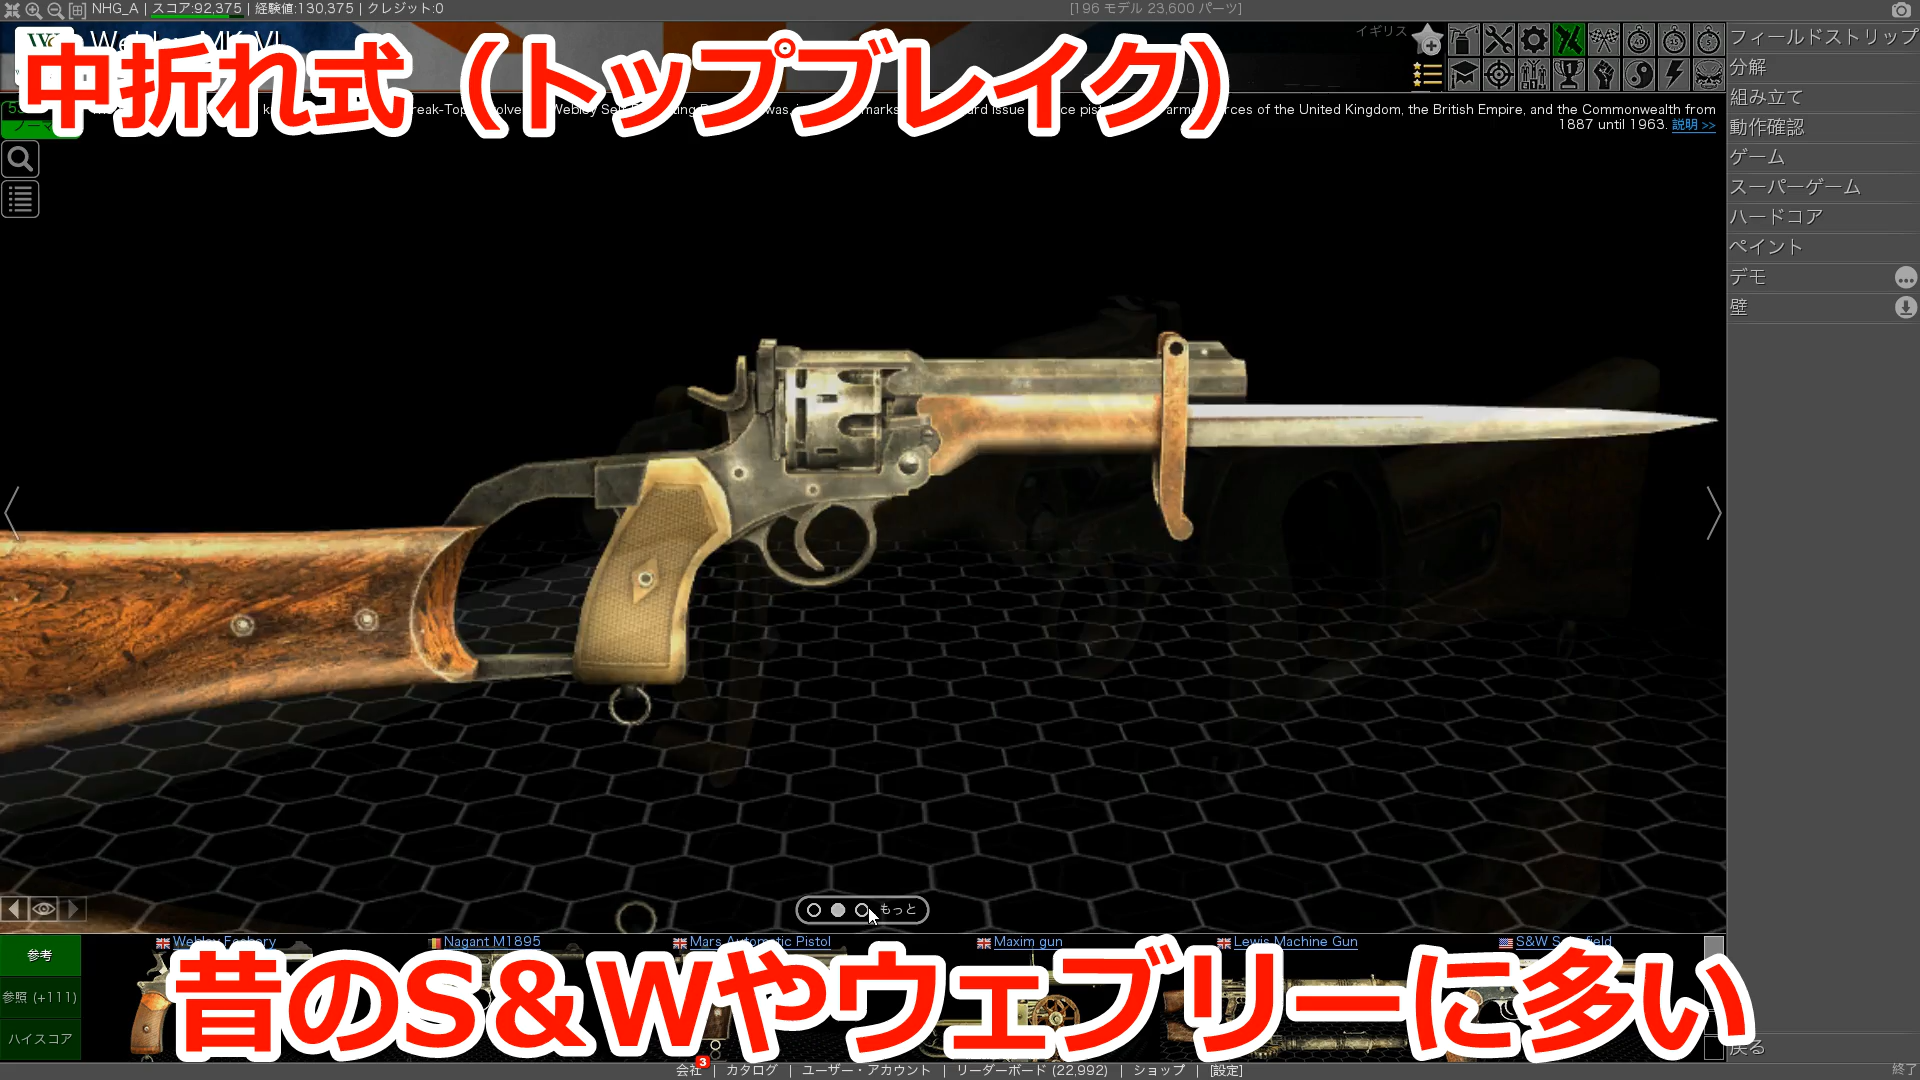 NHG_A | スコア:92,375 | 経験値:130,375 | クレジット:0
[196 モデル 23,600 パーツ]
中折れ式（トップブレイク）
イギリス
rces of the United Kingdom, the British Empire, and the Commonwealth from
1887 until 1963. 説明 >>
フィールドストリップ
分解
組み立て
動作確認
ゲーム
スーパーゲーム
ハードコア
ペイント
デモ
壁
もっと
参考
参照 (+111)
ハイスコア
Nagant M1895
Mars Automatic Pistol
Maxim gun
Lewis Machine Gun
昔のS&Wやウェブリーに多い
戻る
3
会社 | カタログ | ユーザー・アカウント | リーダーボード (22,992) | ショップ | [設定]
終了